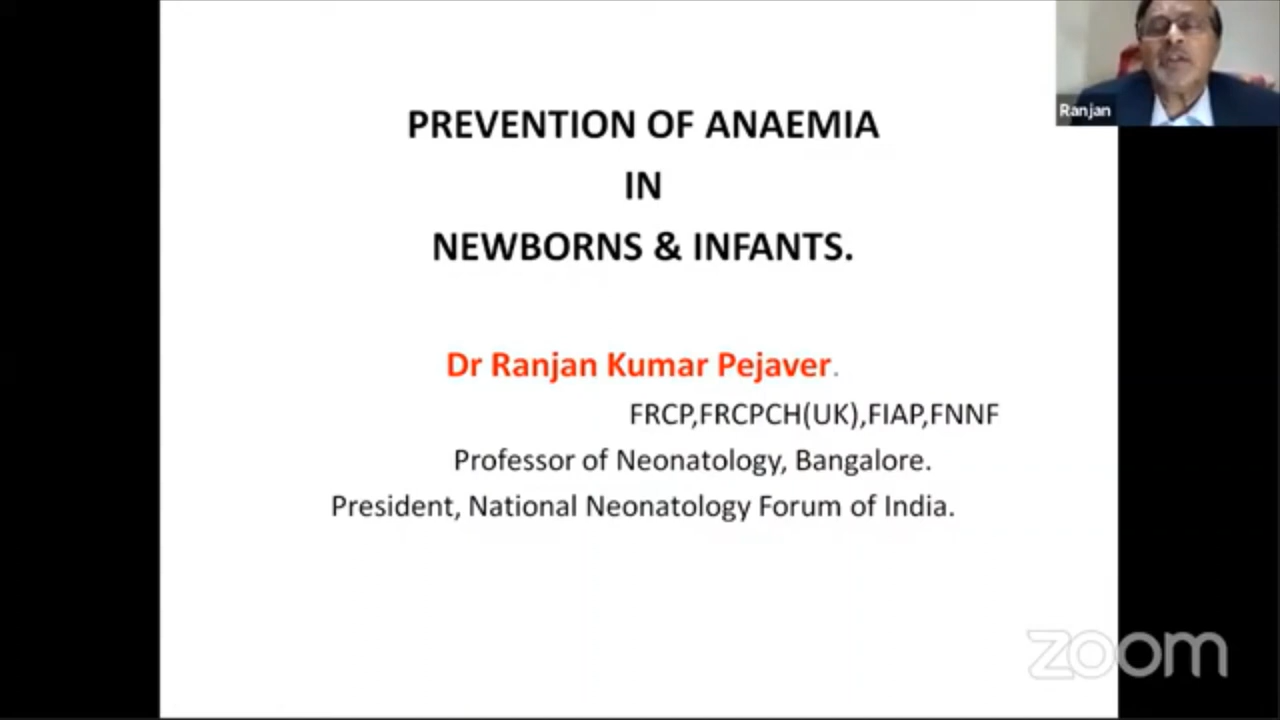 PREVENTION OF ANAEMIA
IN
NEWBORNS & INFANTS.
Dr Ranjan Kumar Pejaver.
FRCP,FRCPCH(UK),FIAP,FNNF
Professor of Neonatology, Bangalore.
President, National Neonatology Forum of India.
Ranjan
zoom